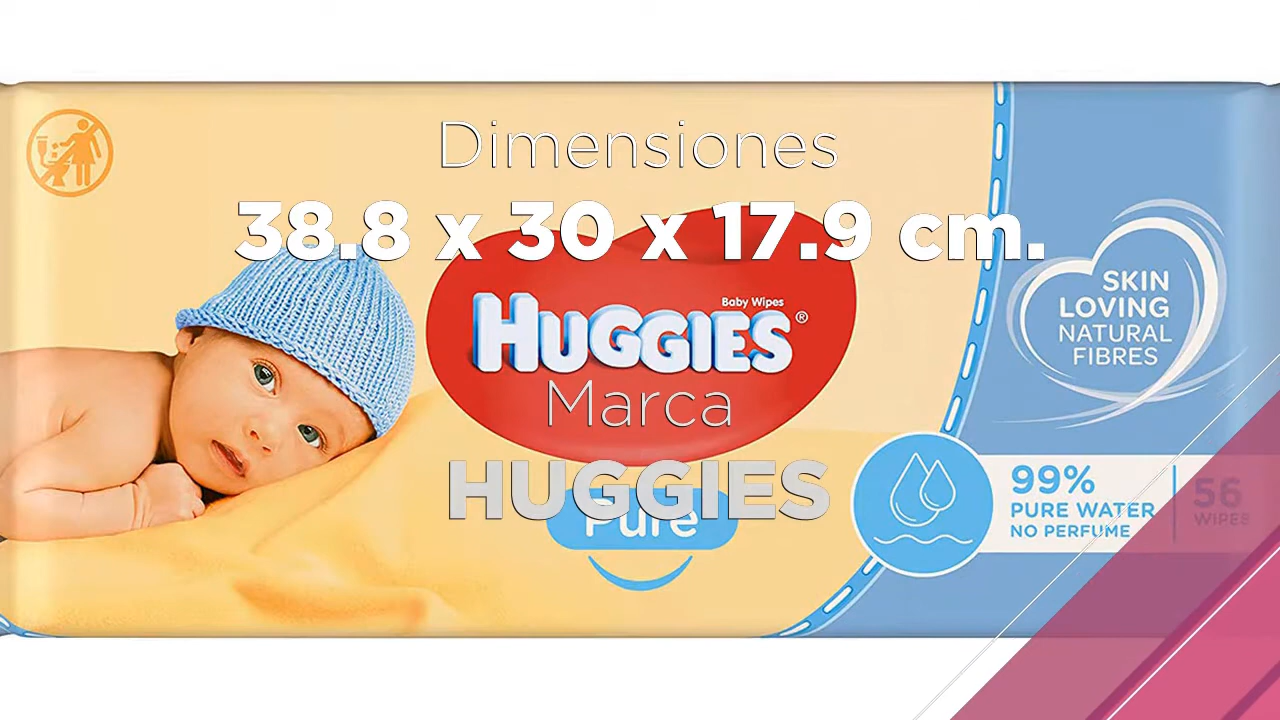 Dimensiones
38.8 x 30 x 17.9 cm.
Baby Wipes
HUGGIES®
Marca
HUGGIES
Pure
SKIN
LOVING
NATURAL
FIBRES
99%
PURE WATER
NO PERFUME
56
WIPES